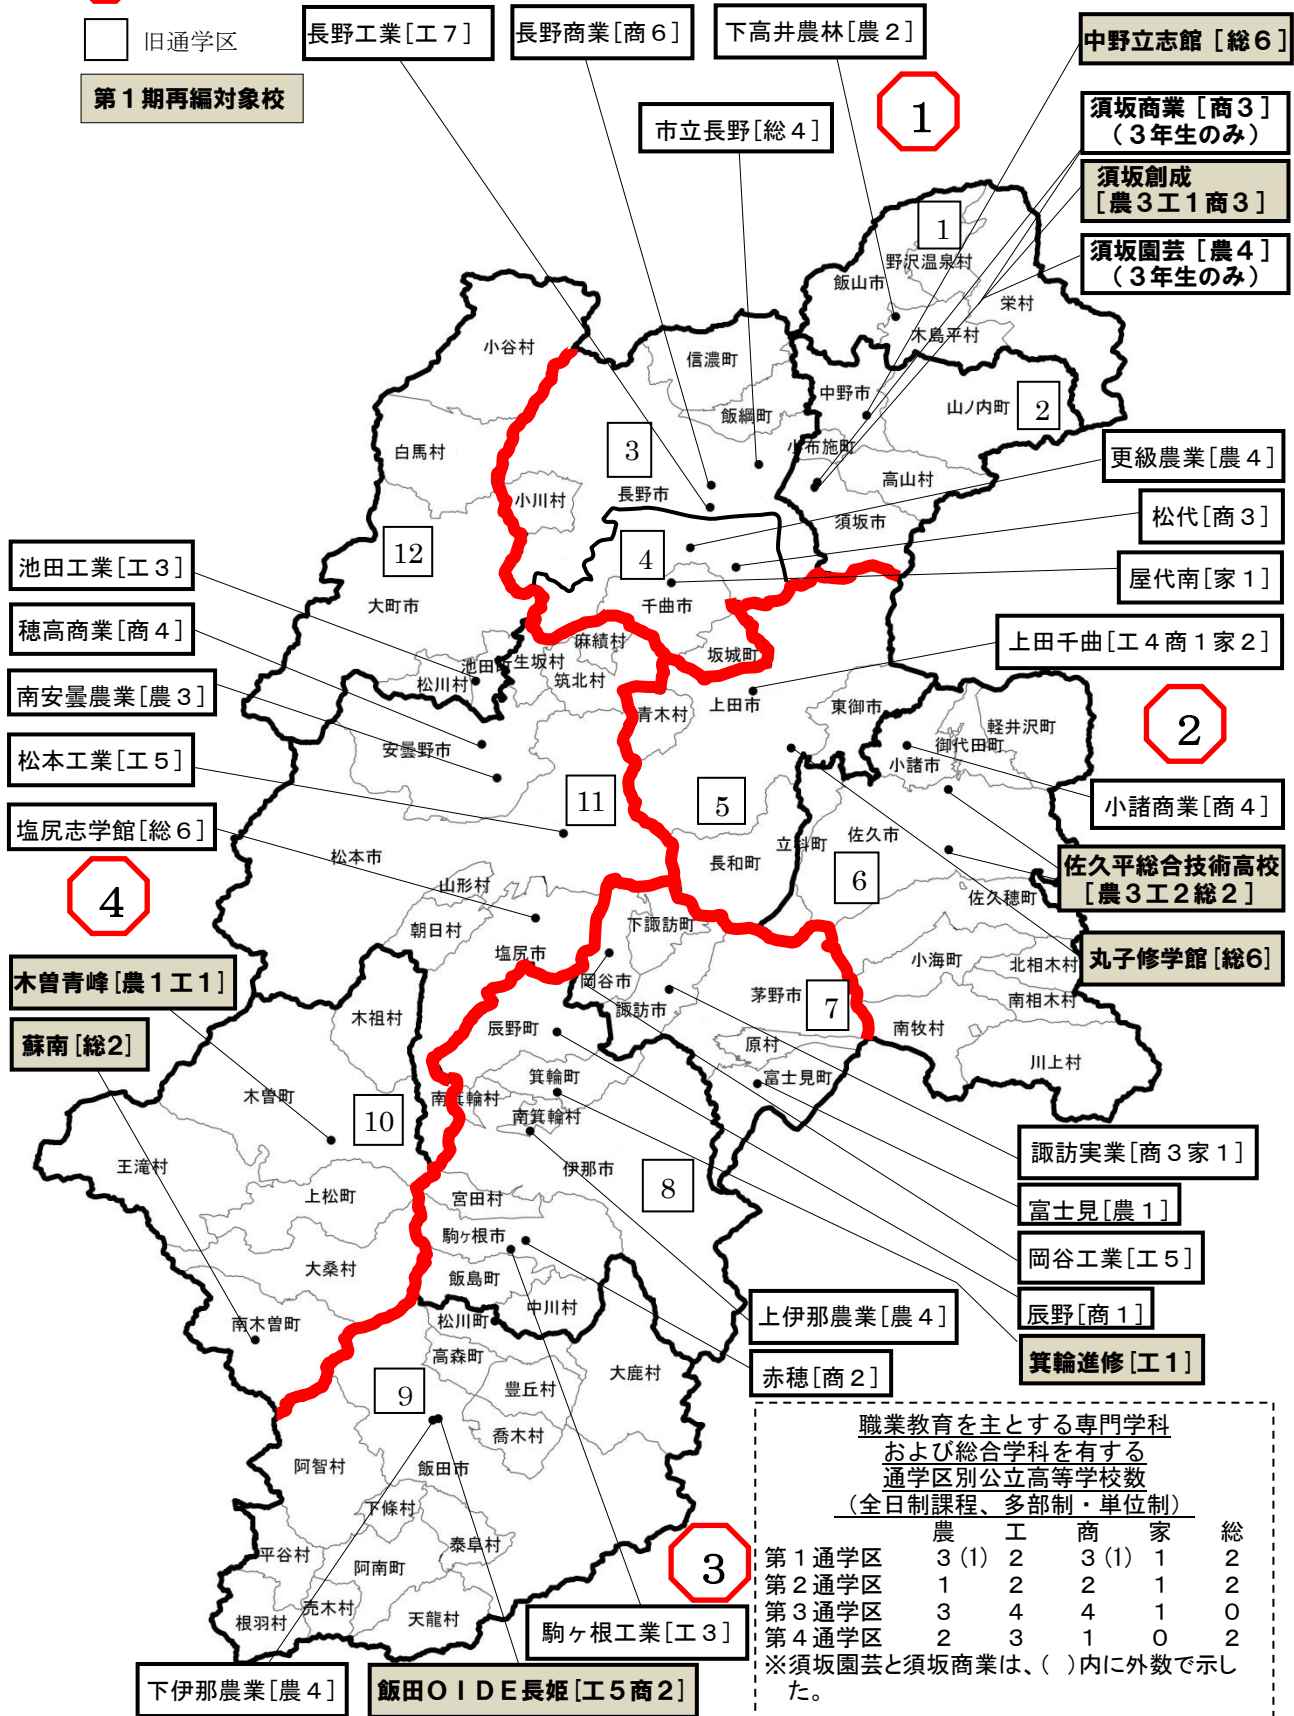 旧通学区
第1期再編対象校
長野工業[工7]
長野商業[商6]
下高井農林[農2]
中野立志館[総6]
市立長野[総4]
1
須坂商業[商3]
(3年生のみ)
須坂創成
[農3工1商3]
須坂園芸[農4]
(3年生のみ)
1
野沢温泉村
飯山市
栄村
木島平村
小谷村
信濃町
中野市
山ノ内町
2
飯綱町
白馬村
3
小布施町
高山村
更級農業[農4]
小川村
長野市
須坂市
松代[商3]
12
4
池田工業[工3]
屋代南[家1]
大町市
千曲市
穂高商業[商4]
麻績村
坂城町
上田千曲[工4商1家2]
池田町
生坂村
松川村
筑北村
南安曇農業[農3]
青木村
上田市
東御市
軽井沢町
2
安曇野市
御代田町
小諸市
松本工業[工5]
11
5
小諸商業[商4]
塩尻志学館[総6]
佐久市
立科町
松本市
長和町
佐久平総合技術高校
[農3工2総2]
4
山形村
6
佐久穂町
朝日村
下諏訪町
塩尻市
小海町
北相木村
丸子修学館[総6]
木曽青峰[農1工1]
岡谷市
茅野市
7
南相木村
諏訪市
木祖村
辰野町
南牧村
蘇南[総2]
原村
川上村
富士見町
箕輪町
木曽町
南箕輪村
南箕輪村
10
諏訪実業[商3家1]
王滝村
伊那市
8
上松町
宮田村
富士見[農1]
駒ヶ根市
岡谷工業[工5]
大桑村
飯島町
中川村
上伊那農業[農4]
辰野[商1]
南木曽町
松川町
高森町
大鹿村
箕輪進修[工1]
赤穂[商2]
9
豊丘村
喬木村
阿智村
飯田市
下條村
泰阜村
平谷村
阿南町
売木村
根羽村
天龍村
3
駒ヶ根工業[工3]
下伊那農業[農4]
飯田OIDE長姫[工5商2]
職業教育を主とする専門学科
および総合学科を有する
通学区別公立高等学校数
(全日制課程、多部制・単位制)
農 工 商 家 総
第1通学区 3(1) 2 3(1) 1 2
第2通学区 1 2 2 1 2
第3通学区 3 4 4 1 0
第4通学区 2 3 1 0 2
※須坂園芸と須坂商業は、( )内に外数で示し
た。